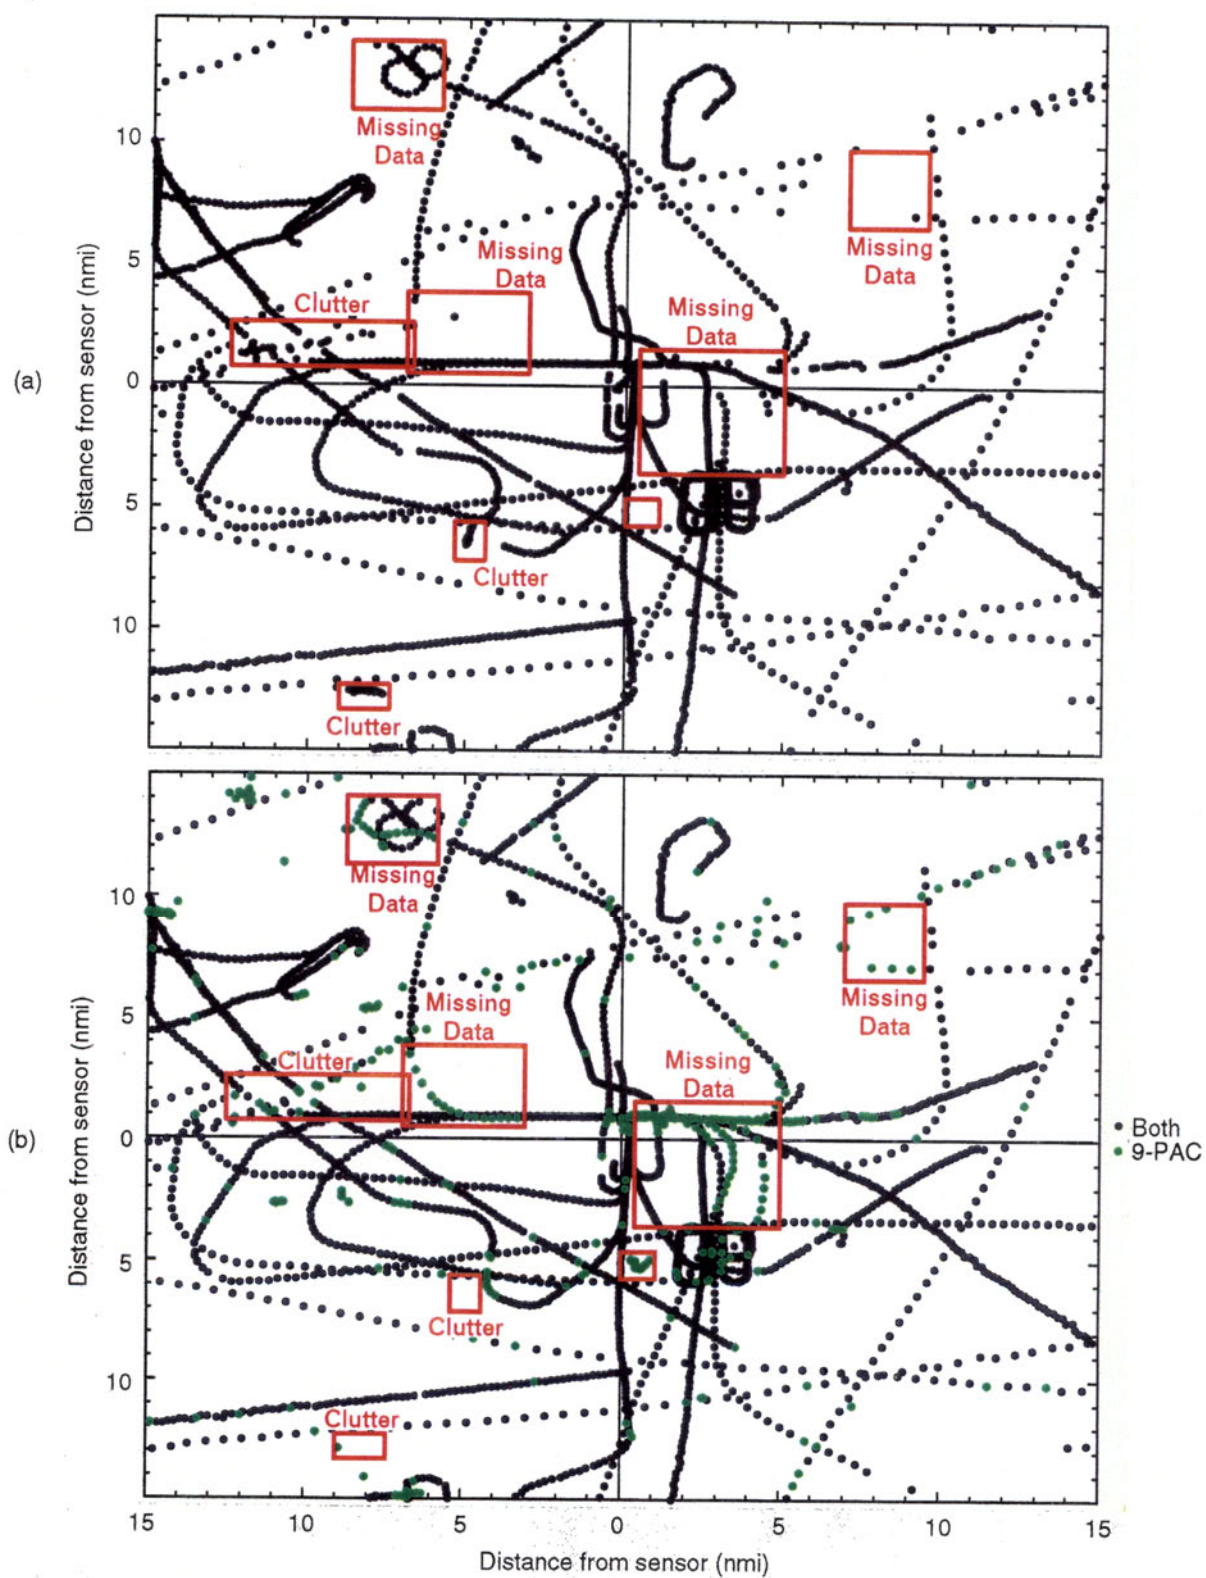 10
Missing
Data
Missing
Data
5
Missing
Data
Clutter
Missing
Data
(a)
0
Distance from sensor (nmi)
5
Clutter
10
Clutter
10
Missing
Data
5
Missing
Data
Missing
Data
Clutter
Missing
Data
(b)
0
Both
9-PAC
Distance from sensor (nmi)
5
Clutter
10
Clutter
15
10
5
0
5
10
15
Distance from sensor (nmi)